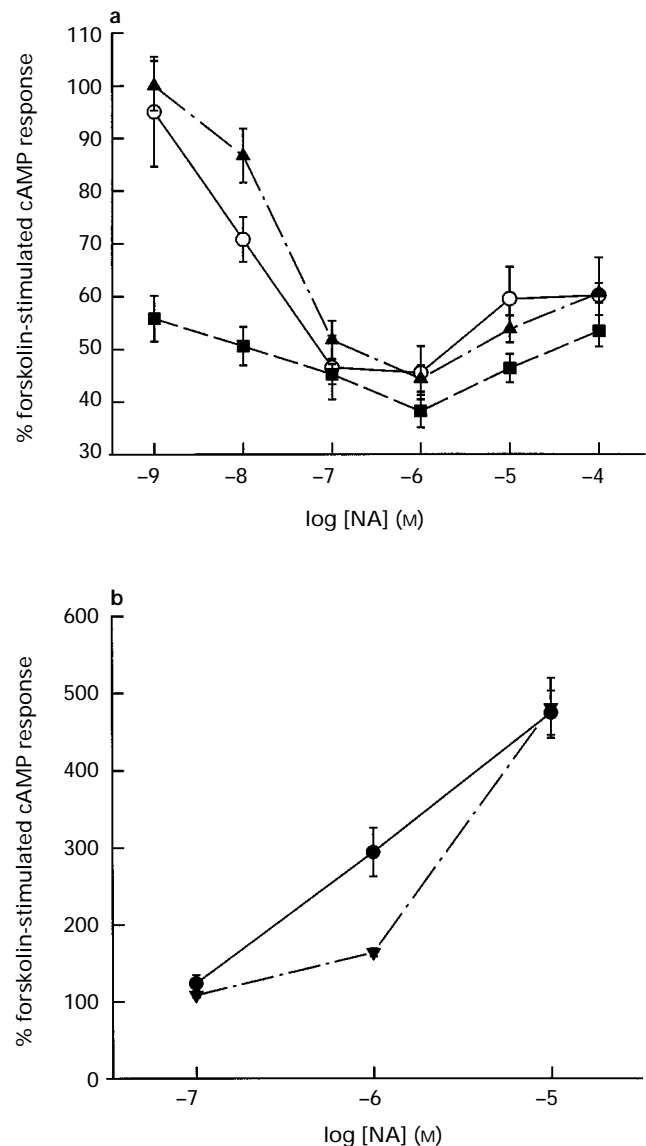 a
110
100
90
80
70
60
50
40
30
% forskolin-stimulated cAMP response
–9 –8 –7 –6 –5 –4
log [NA] (M)
b
600
500
400
300
200
100
0
% forskolin-stimulated cAMP response
–7 –6 –5
log [NA] (M)